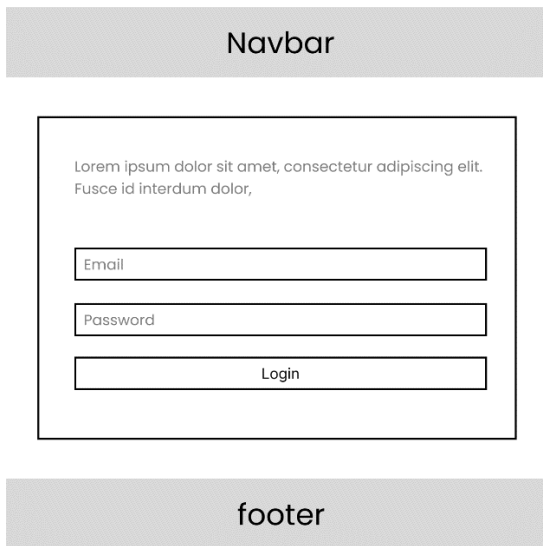 Navbar
Lorem ipsum dolor sit amet, consectetur adipiscing elit.
Fusce id interdum dolor,
Email
Password
Login
footer